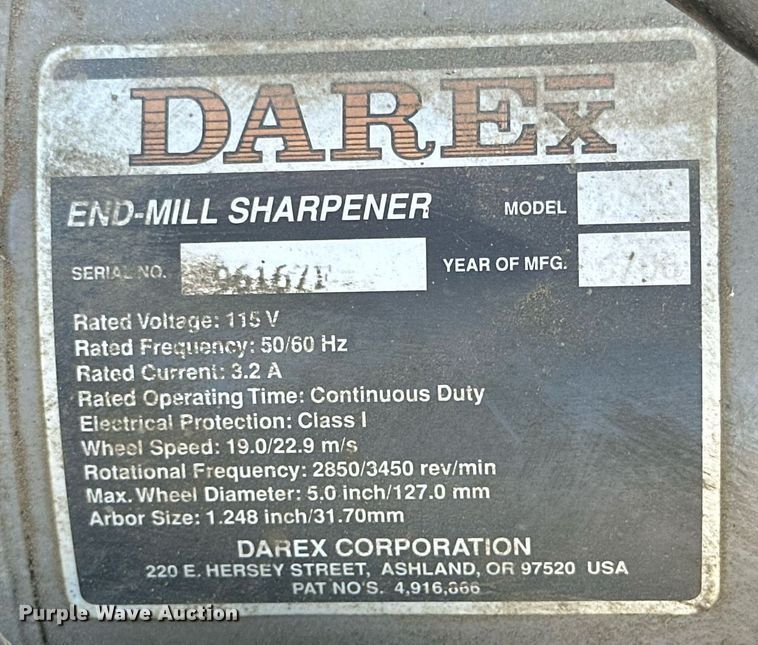 DAREX
END-MILL SHARPENER MODEL
SERIAL NO. 96167F YEAR OF MFG.
Rated Voltage: 115 V
Rated Frequency: 50/60 Hz
Rated Current: 3.2 A
Rated Operating Time: Continuous Duty
Electrical Protection: Class I
Wheel Speed: 19.0/22.9 m/s
Rotational Frequency: 2850/3450 rev/min
Max. Wheel Diameter: 5.0 inch/127.0 mm
Arbor Size: 1.248 inch/31.70mm
DAREX CORPORATION
220 E. HERSEY STREET, ASHLAND, OR 97520 USA
PAT NO'S. 4,916,866
Purple Wave Auction